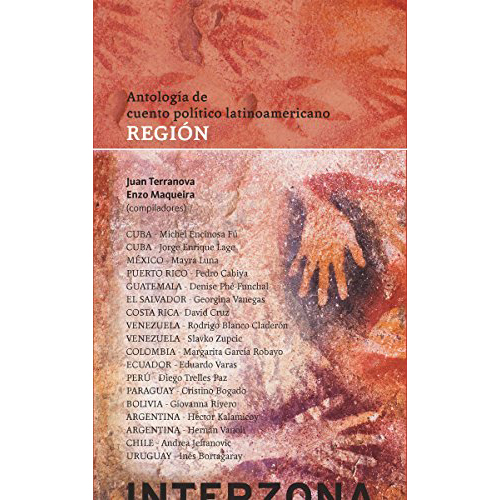 Antología de
cuento político latinoamericano
REGIÓN
Juan Terranova
Enzo Maqueira
(compiladores)
CUBA - Michel Encinosa Fú
CUBA - Jorge Enrique Lage
MÉXICO - Mayra Luna
PUERTO RICO - Pedro Cabiya
GUATEMALA - Denise Phé-Funchal
EL SALVADOR - Georgina Vanegas
COSTA RICA- David Cruz
VENEZUELA - Rodrigo Blanco Claderón
VENEZUELA - Slavko Zupcic
COLOMBIA - Margarita García Robayo
ECUADOR - Eduardo Varas
PERÚ - Diego Trelles Paz
PARAGUAY - Cristino Bogado
BOLIVIA - Giovanna Rivero
ARGENTINA - Héctor Kalamicoy
ARGENTINA - Hernán Vanoli
CHILE - Andrea Jeftanovic
URUGUAY - Inés Bortagaray
INTERZONA